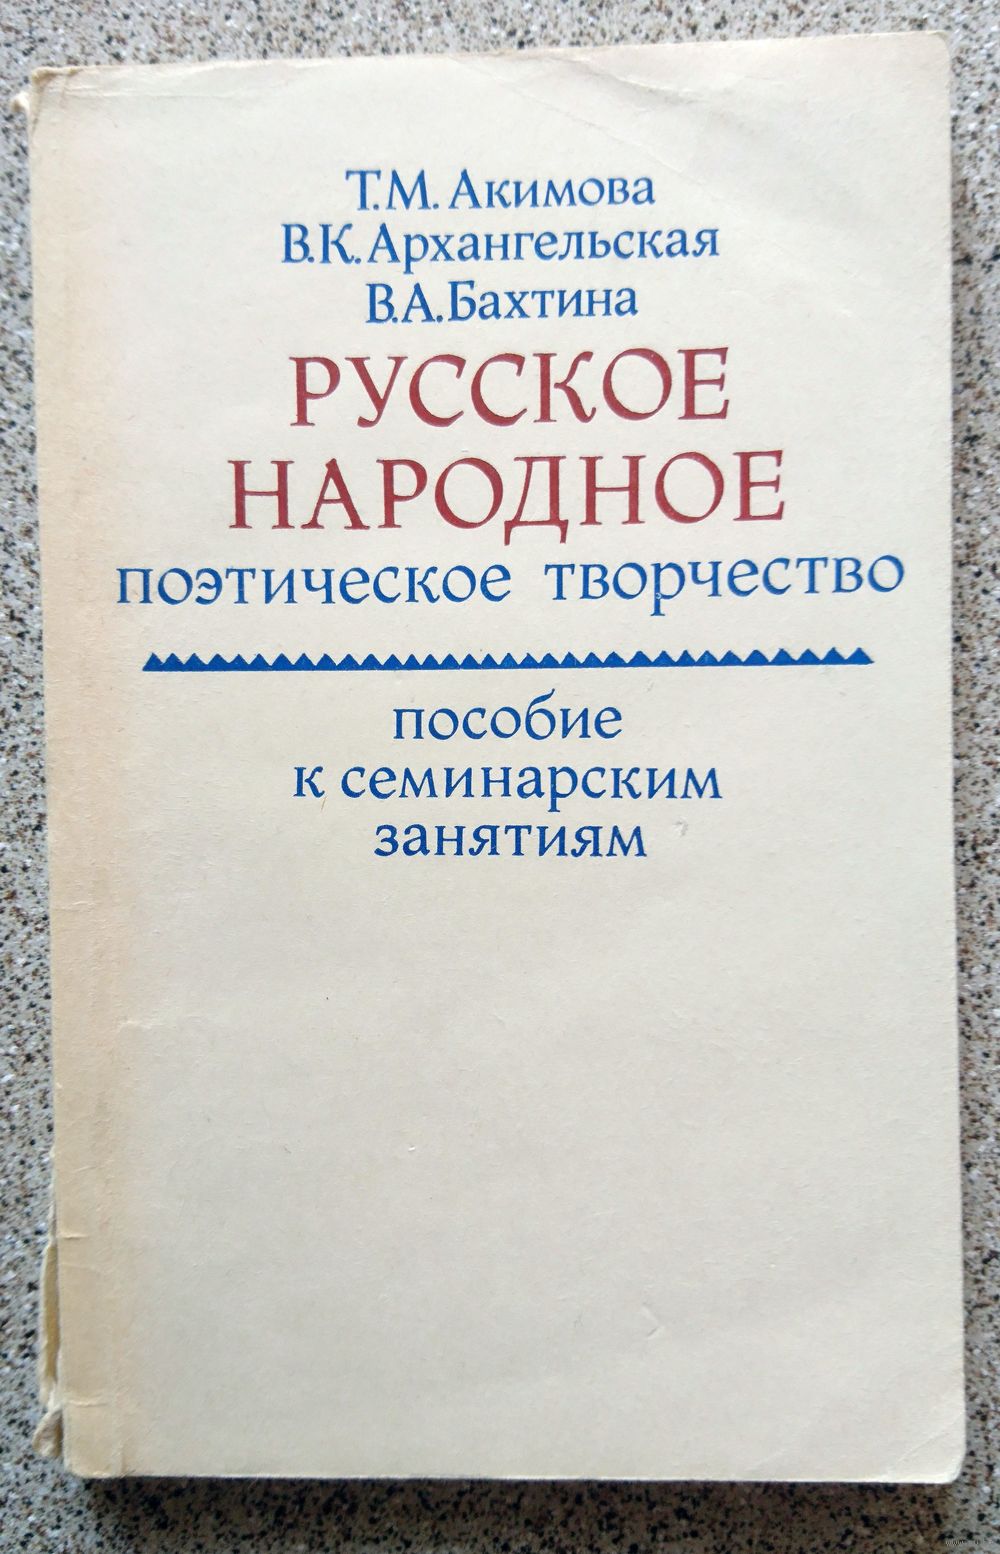 Т.М. Акимова
В.К. Архангельская
В.А. Бахтина
РУССКОЕ
НАРОДНОЕ
поэтическое творчество
пособие
к семинарским
занятиям